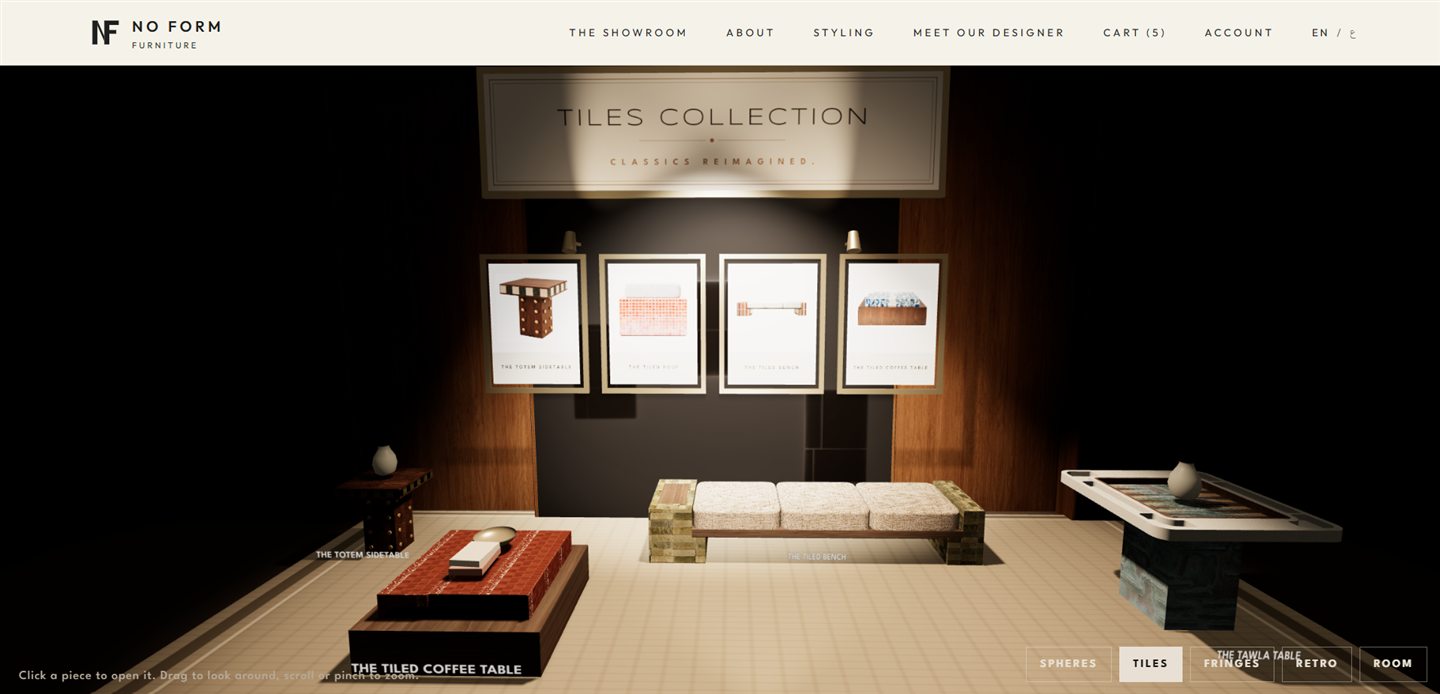 NF NO FORM
FURNITURE
THE SHOWROOM
ABOUT
STYLING
MEET OUR DESIGNER
CART (5)
ACCOUNT
EN / ع
TILES COLLECTION
CLASSICS REIMAGINED.
THE TOTEM SIDETABLE
THE TILED POUF
THE TILED BENCH
THE TILED COFFEE TABLE
THE TOTEM SIDETABLE
THE TILED BENCH
THE TILED COFFEE TABLE
THE TAWLA TABLE
Click a piece to open it. Drag to look around, scroll or pinch to zoom.
SPHERES
TILES
FRINGES
RETRO
ROOM